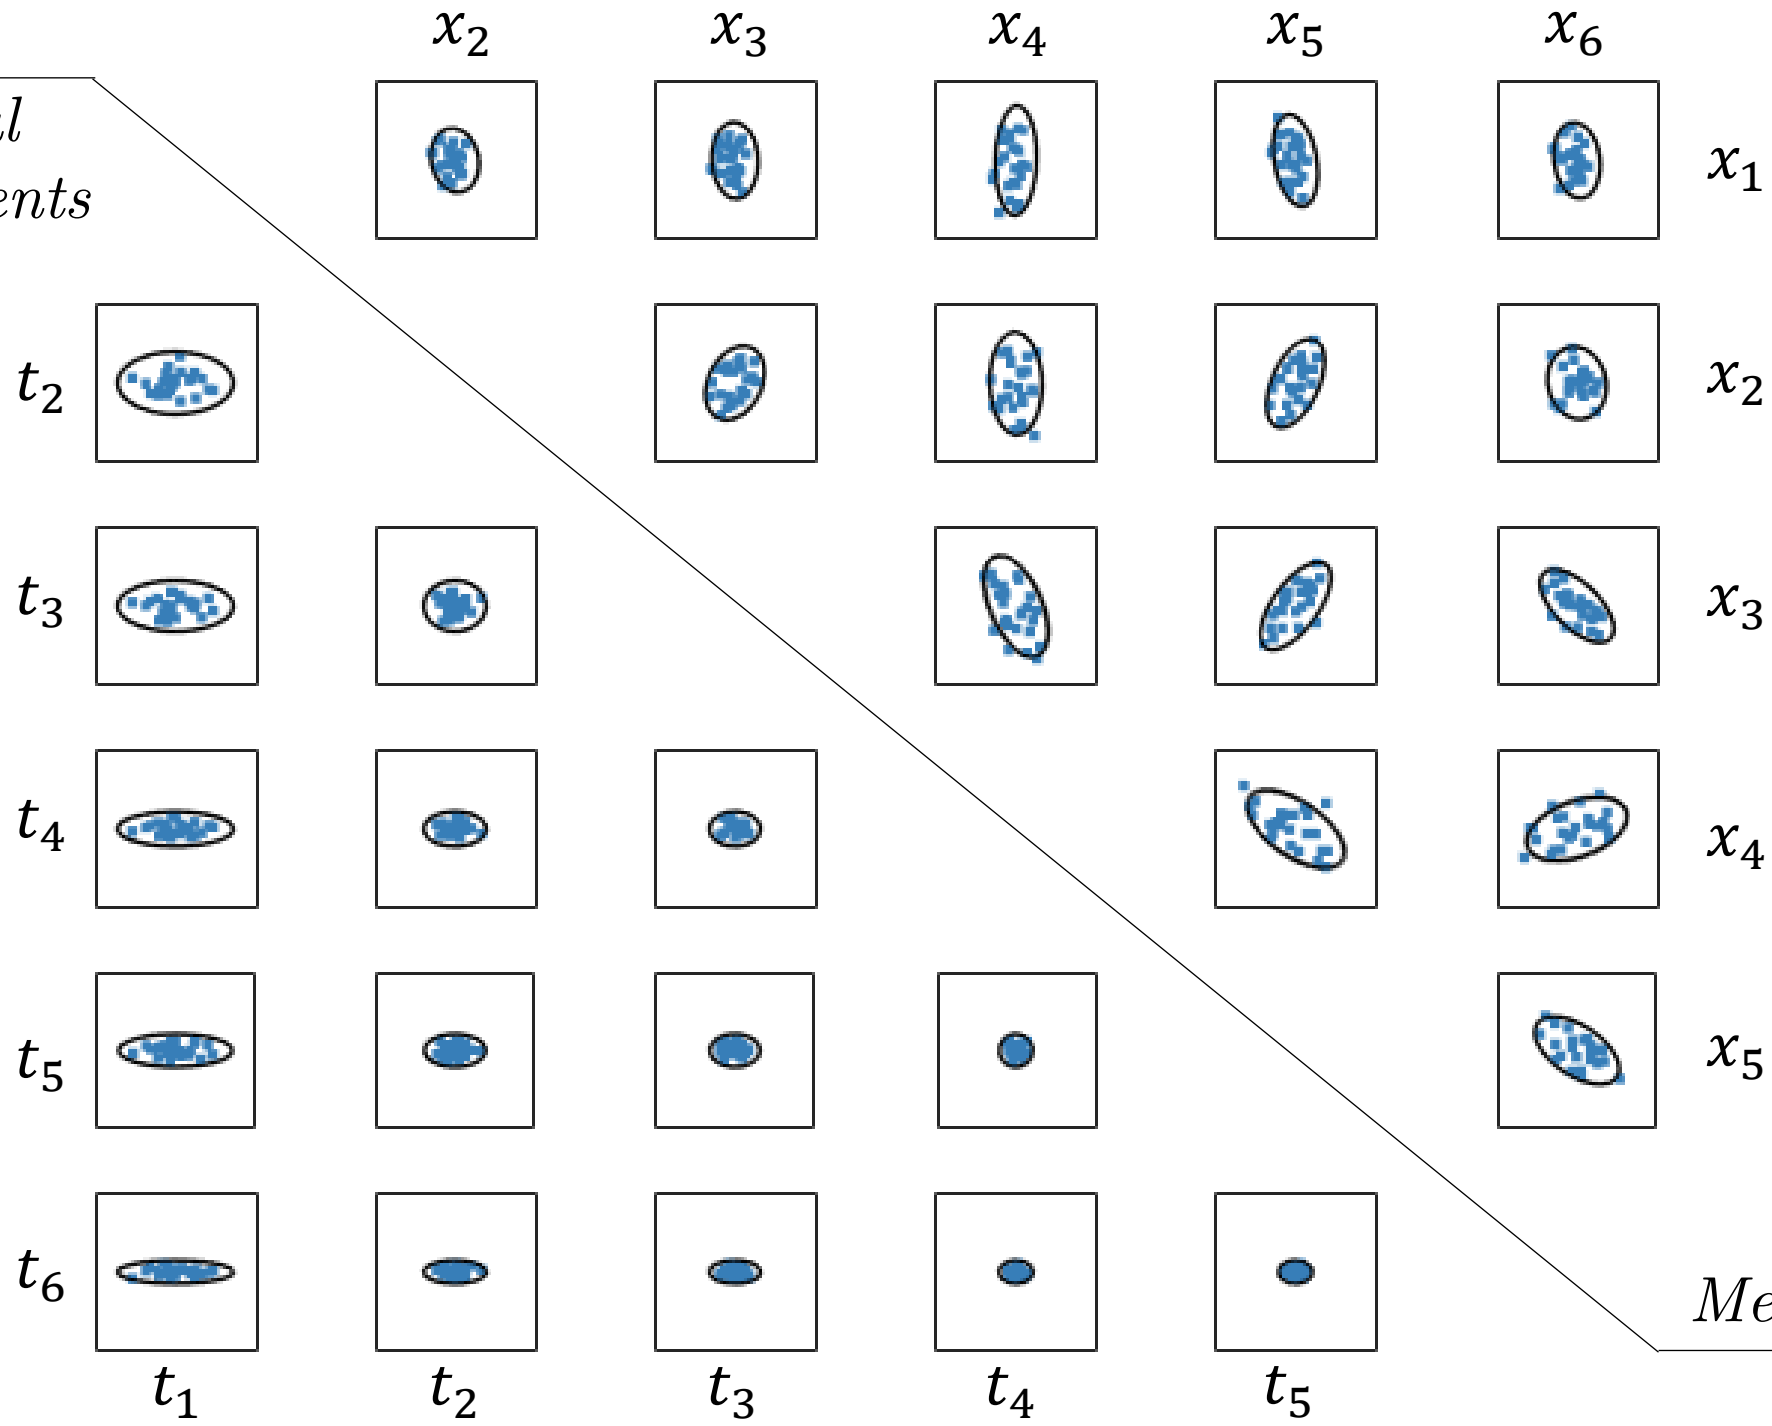 x₂ x₃ x₄ x₅ x₆
x₁
t₂ x₂
t₃ x₃
t₄ x₄
t₅ x₅
t₆
t₁ t₂ t₃ t₄ t₅